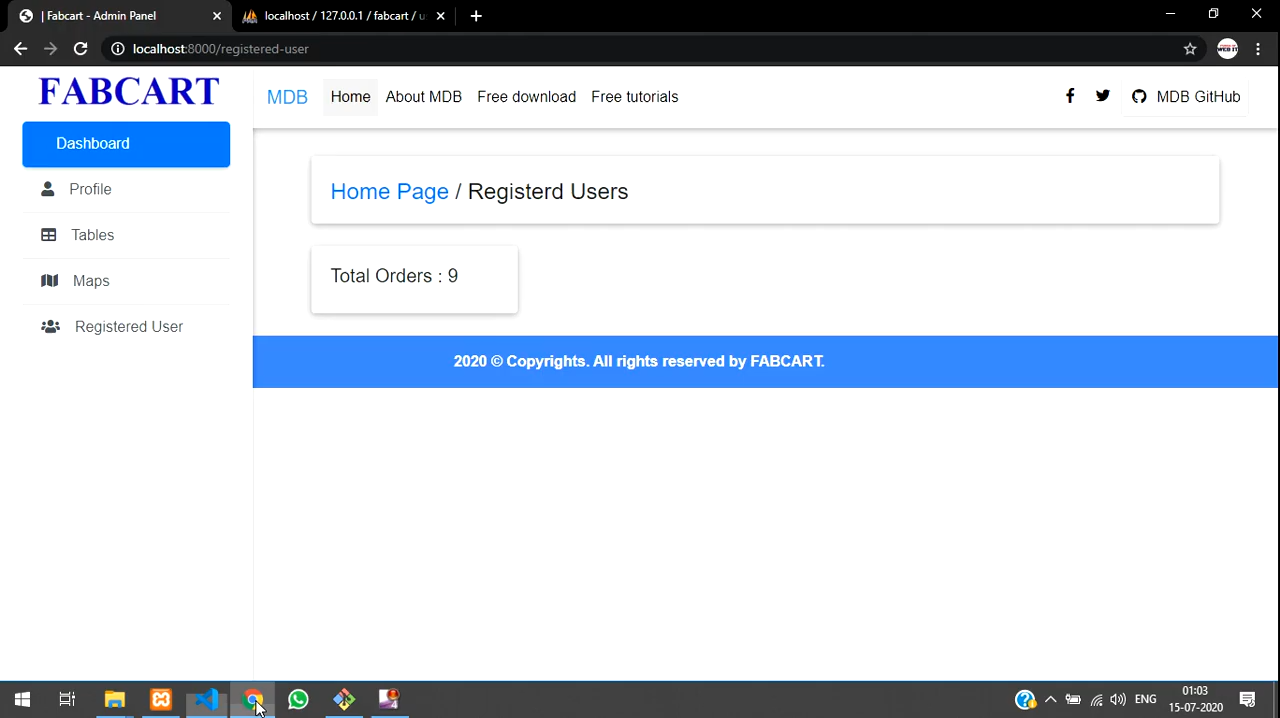 | Fabcart - Admin Panel
localhost / 127.0.0.1 / fabcart / u
localhost:8000/registered-user
FABCART
MDB
Home
About MDB
Free download
Free tutorials
MDB GitHub
Dashboard
Profile
Tables
Maps
Registered User
Home Page / Registerd Users
Total Orders : 9
2020 © Copyrights. All rights reserved by FABCART.
ENG
01:03
15-07-2020